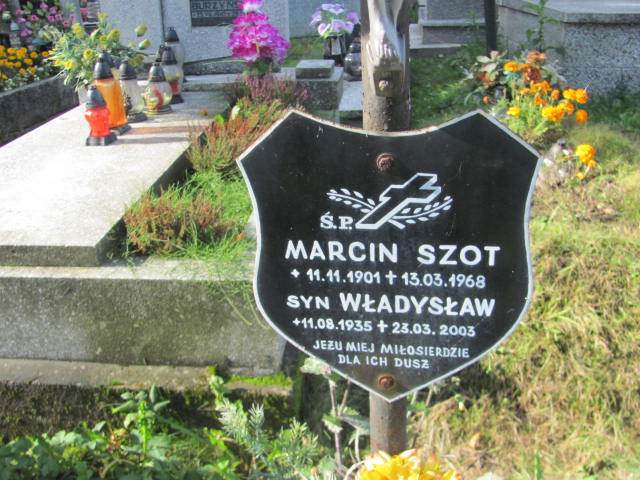 BURZYŃ
Ś.P.
MARCIN SZOT
+ 11.11.1901 + 13.03.1968
SYN WŁADYSŁAW
+ 11.08.1935 + 23.03.2003
JEZU MIEJ MIŁOSIERDZIE
DLA ICH DUSZ